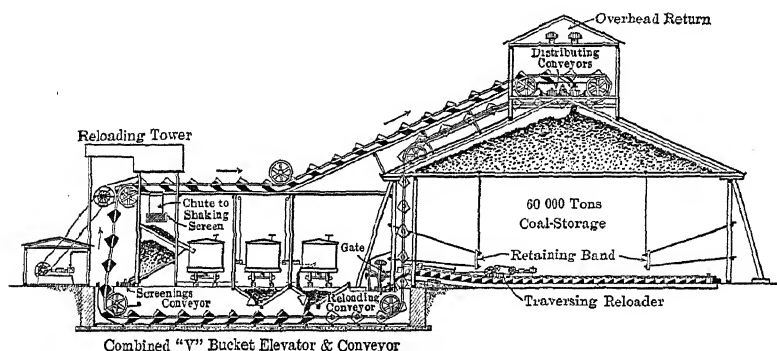 Overhead Return
Distributing
Conveyors
Reloading Tower
Chute to
Shaking
Screen
60 000 Tons
Coal-Storage
Gate
Retaining Band
Screenings
Conveyor
Reloading
Conveyor
Traversing Reloader
Combined "V" Bucket Elevator & Conveyor